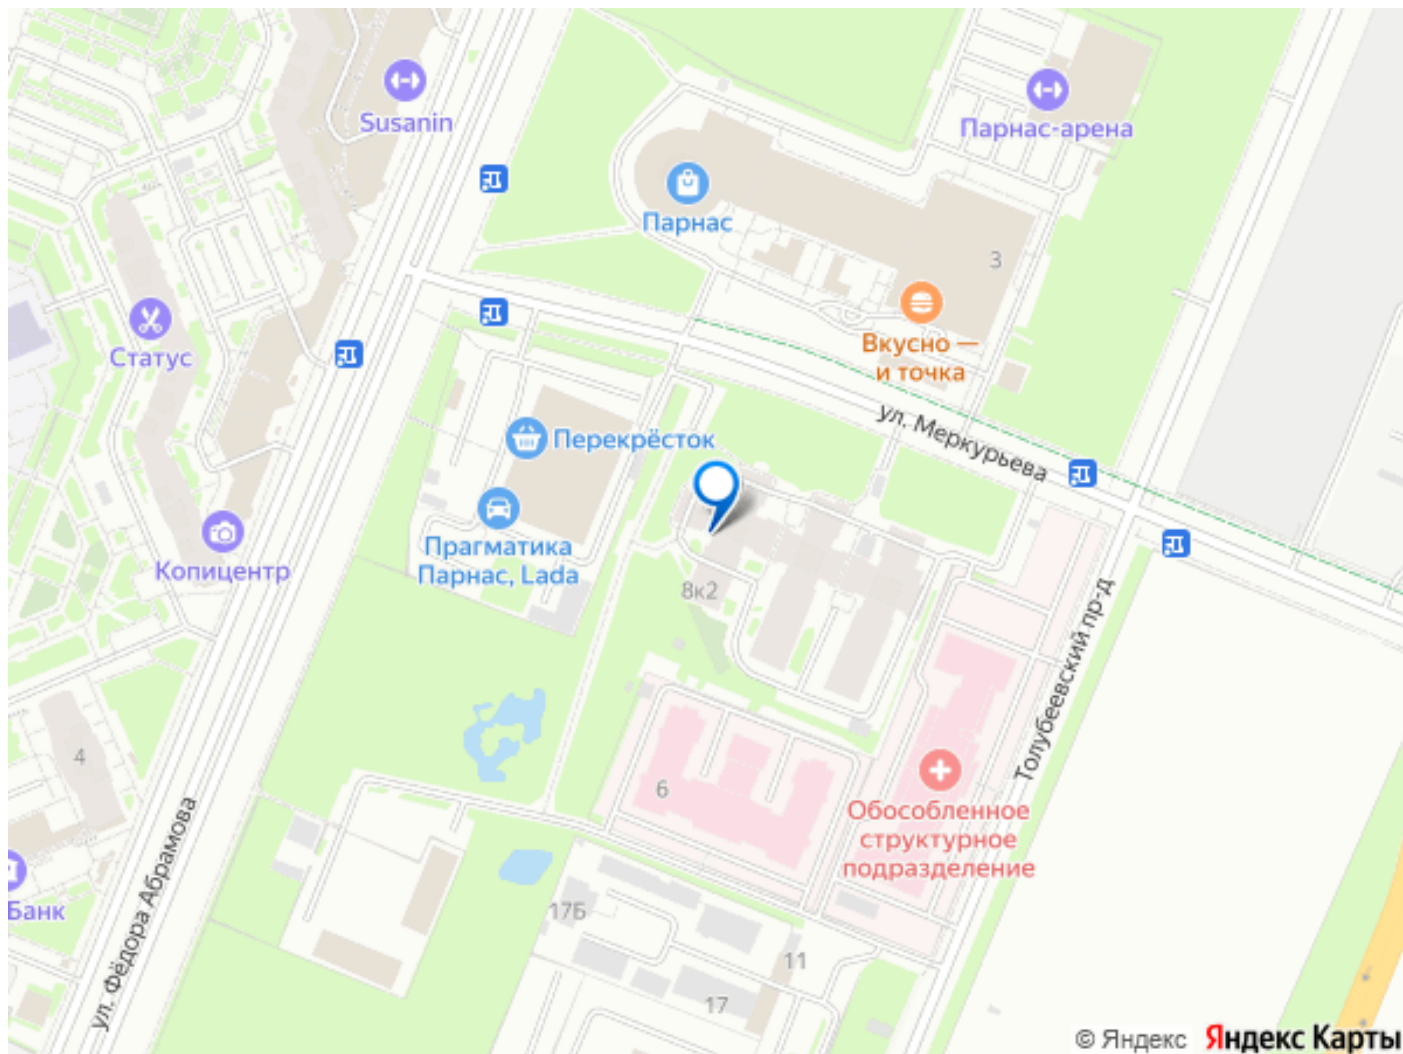 Susanin
Парнас-арена
Парнас
3
Статус
Вкусно —
и точка
ул. Меркурьева
Перекрёсток
Прагматика
Парнас, Lada
Копицентр
8к2
Толубеевский пр-д
4
6
Обособленное
структурное
подразделение
ул. Фёдора Абрамова
Банк
17Б
11
17
© Яндекс Яндекс Карты